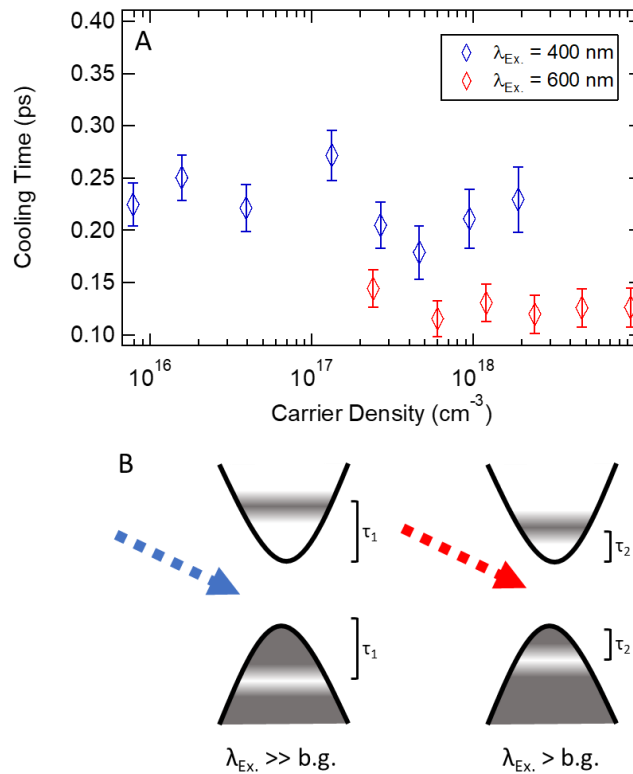 A
λEx. = 400 nm
λEx. = 600 nm
Cooling Time (ps)
0.40
0.35
0.30
0.25
0.20
0.15
0.10
10^16
10^17
10^18
Carrier Density (cm^-3)
B
τ1
τ2
τ1
τ2
λEx. >> b.g.
λEx. > b.g.